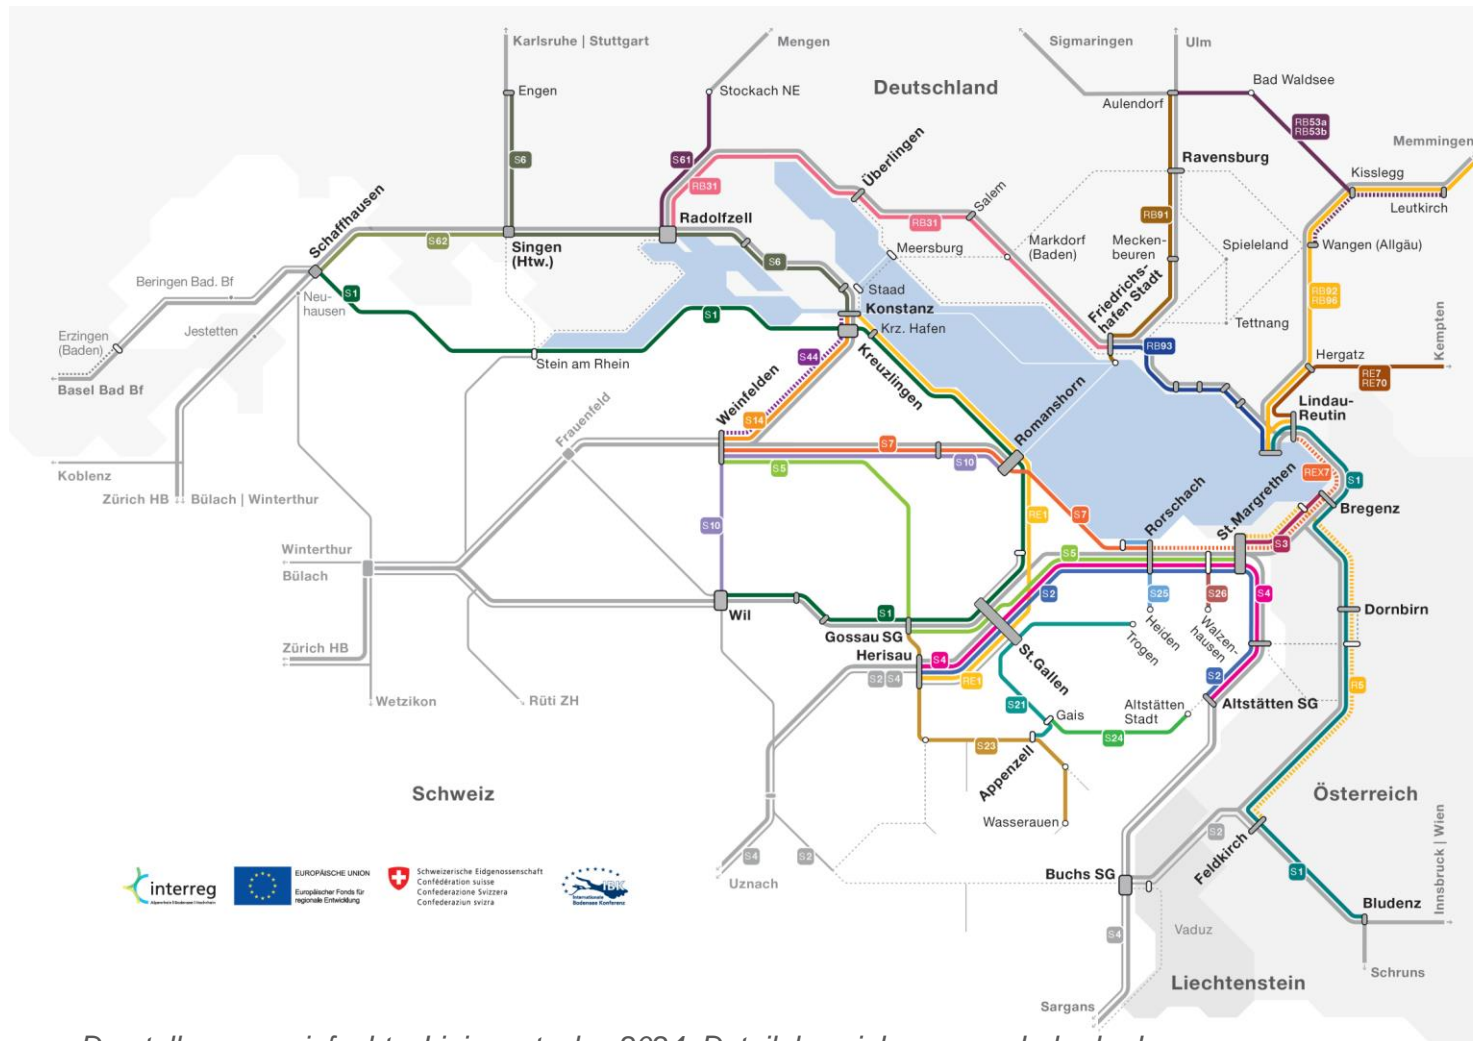 Karlsruhe | Stuttgart
Mengen
Sigmaringen
Ulm
Engen
Stockach NE
Deutschland
Aulendorf
Bad Waldsee
RB53a
RB53b
Memmingen
S6
S61
RB31
Überlingen
Ravensburg
Kisslegg
Leutkirch
Schaffhausen
S62
Singen
(Htw.)
Radolfzell
RB31
Salem
RB91
Meersburg
Markdorf
(Baden)
Mecken-
beuren
Spieleland
Wangen (Allgäu)
Beringen Bad. Bf
S6
Staad
Friedrichs-
hafen Stadt
RB92
RB96
Neu-
hausen
S1
S1
Konstanz
Krz. Hafen
Tettnang
Jestetten
Erzingen
(Baden)
Stein am Rhein
S44
Kreuzlingen
RB93
Hergatz
Kempten
Basel Bad Bf
RE7
RE70
Weinfelden
S14
Lindau-
Reutin
Frauenfeld
S7
Romanshorn
S10
S5
Koblenz
REX7
S1
Zürich HB
Bülach | Winterthur
Rorschach
St.Margrethen
Bregenz
S10
RE1
S7
S3
Winterthur
Bülach
S5
S2
S25
S26
S4
Wil
S1
Gossau SG
Heiden
Walzen-
hausen
Dornbirn
Trogen
Zürich HB
Herisau
S4
S2 S4
RE1
St.Gallen
S2
R5
Wetzikon
Rüti ZH
S21
Gais
Altstätten
Stadt
Altstätten SG
S24
S23
Appenzell
Schweiz
Österreich
Wasserauen
S2
Feldkirch
S4
S2
Uznach
Buchs SG
S1
Innsbruck | Wien
Bludenz
interreg
Alpenrhein | Bodensee | Hochrhein
EUROPÄISCHE UNION
Europäischer Fonds für
regionale Entwicklung
Schweizerische Eidgenossenschaft
Confédération suisse
Confederazione Svizzera
Confederaziun svizra
IBK
Internationale
Bodensee Konferenz
S4
Vaduz
Schruns
Liechtenstein
Sargans